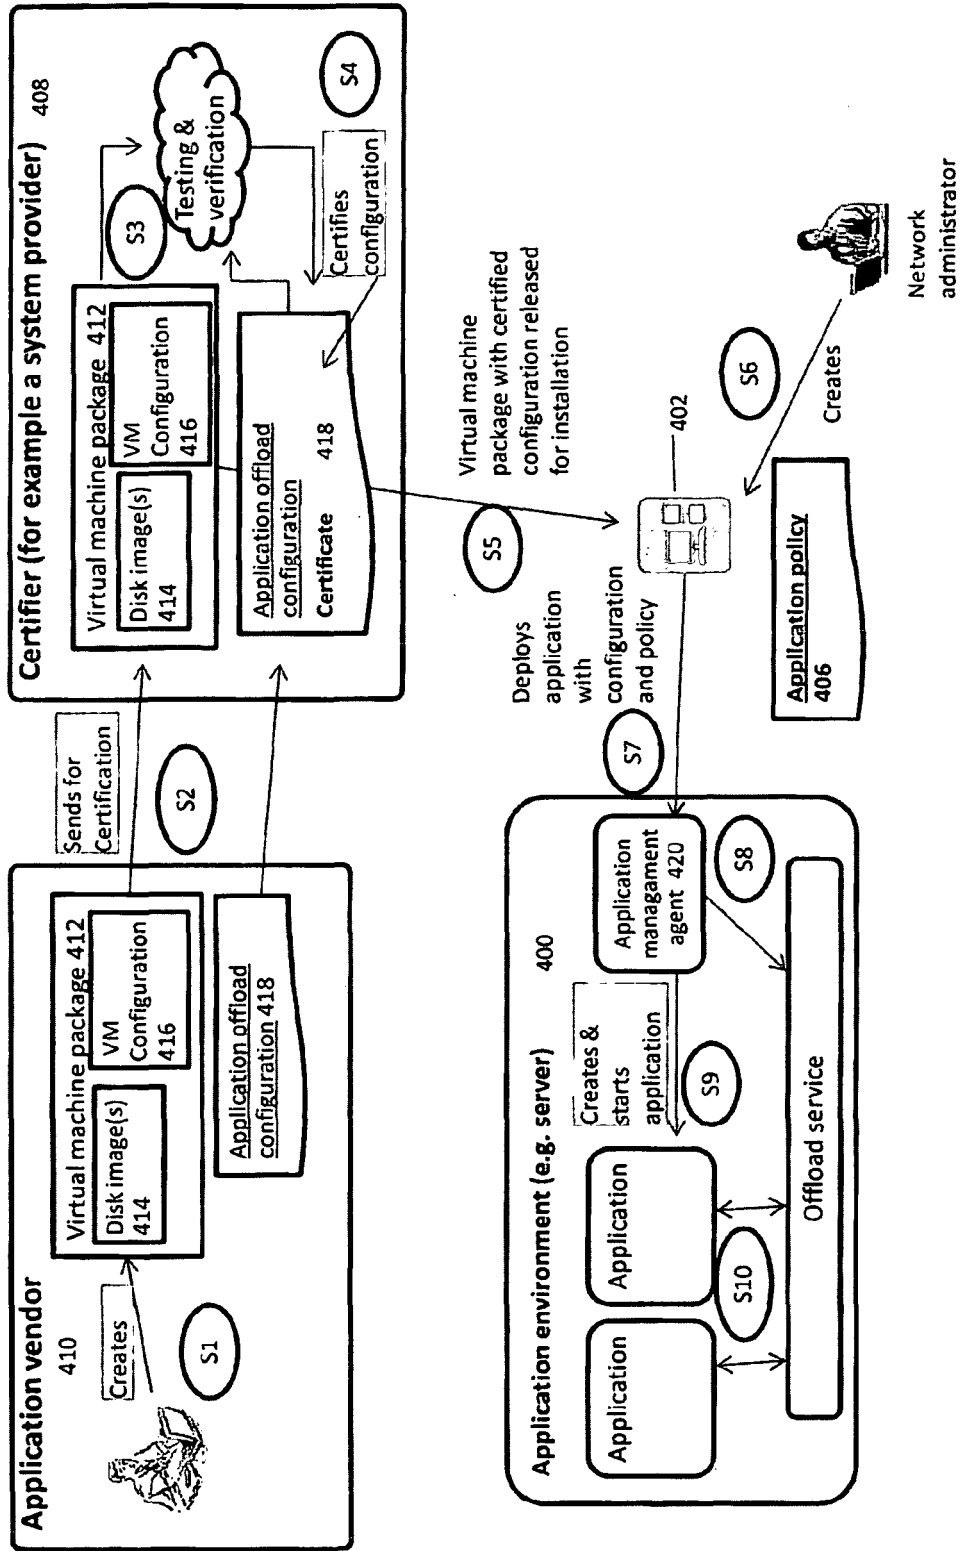 Application vendor
410
Creates
S1
Virtual machine package 412
Disk image(s)
414
VM
Configuration
416
Application offload
configuration 418
Sends for
Certification
S2
Certifier (for example a system provider)
408
Virtual machine package 412
Disk image(s)
414
VM
Configuration
416
Application offload
configuration
Certificate 418
S3
Testing &
verification
Certifies
configuration
S4
Application environment (e.g. server)
400
Application
Application
S10
Creates &
starts
application
S9
Application
managament
agent 420
S8
Offload service
S7
Deploys
application
with
configuration
and policy
S5
Virtual machine
package with certified
configuration released
for installation
402
S6
Creates
Application policy
406
Network
administrator